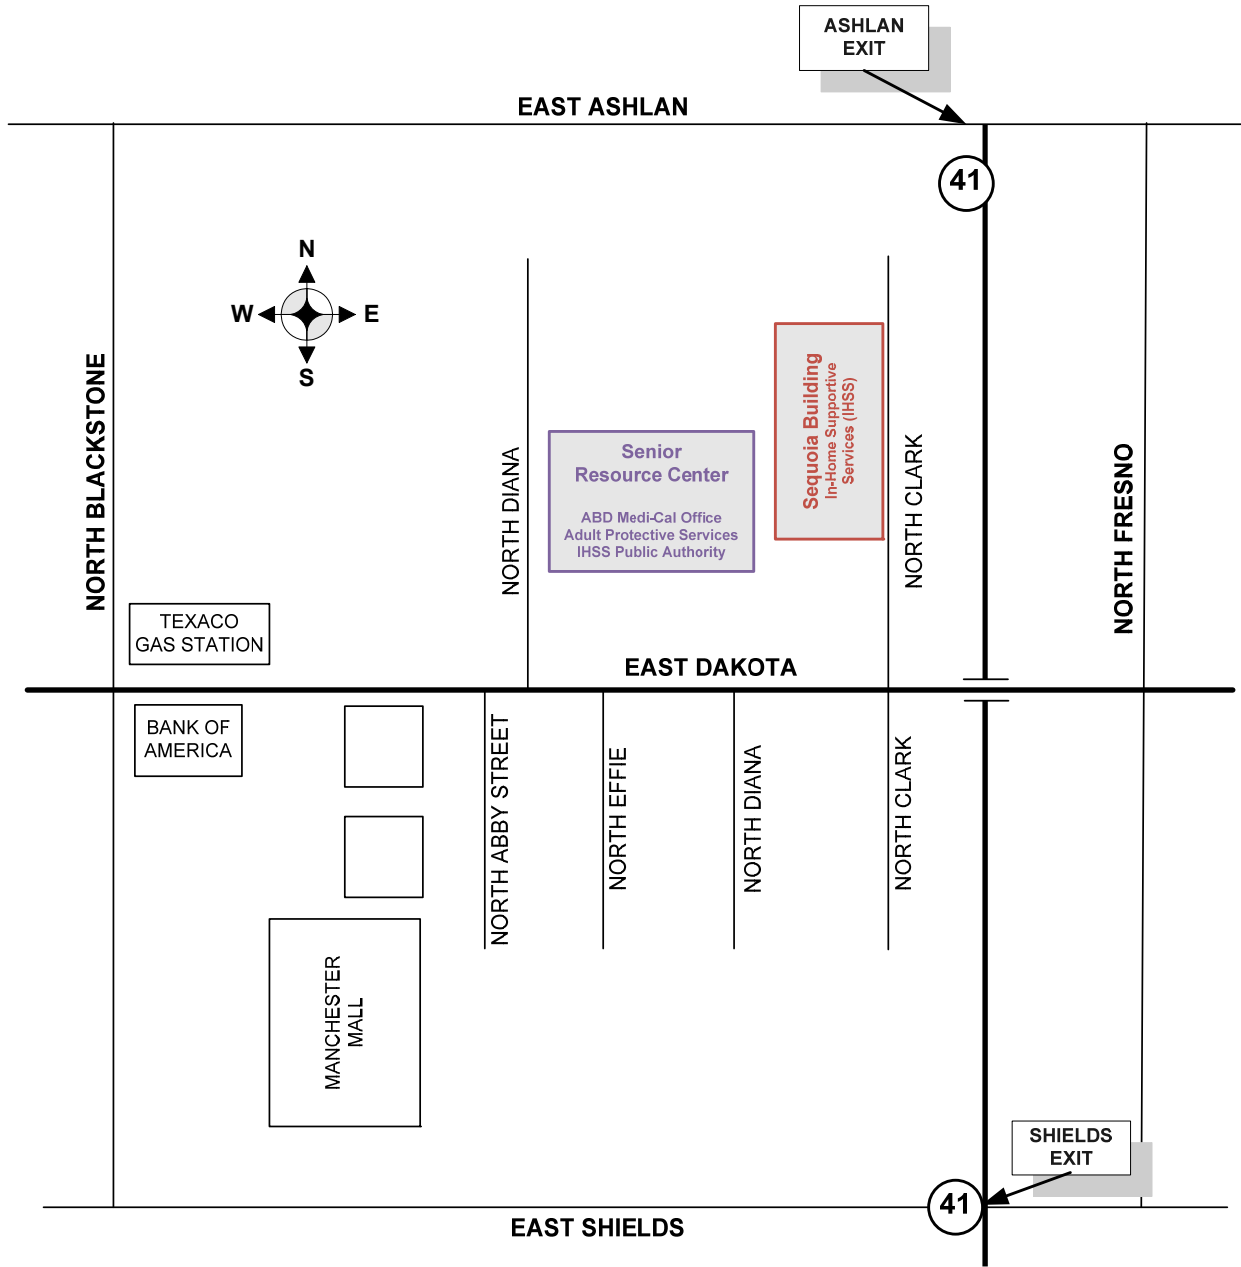 ASHLAN
EXIT
EAST ASHLAN
41
N
W
E
S
NORTH BLACKSTONE
NORTH DIANA
Senior
Resource Center
ABD Medi-Cal Office
Adult Protective Services
IHSS Public Authority
Sequoia Building
In-Home Supportive
Services (IHSS)
NORTH CLARK
NORTH FRESNO
TEXACO
GAS STATION
EAST DAKOTA
BANK OF
AMERICA
NORTH ABBY STREET
NORTH EFFIE
NORTH DIANA
NORTH CLARK
MANCHESTER
MALL
SHIELDS
EXIT
41
EAST SHIELDS